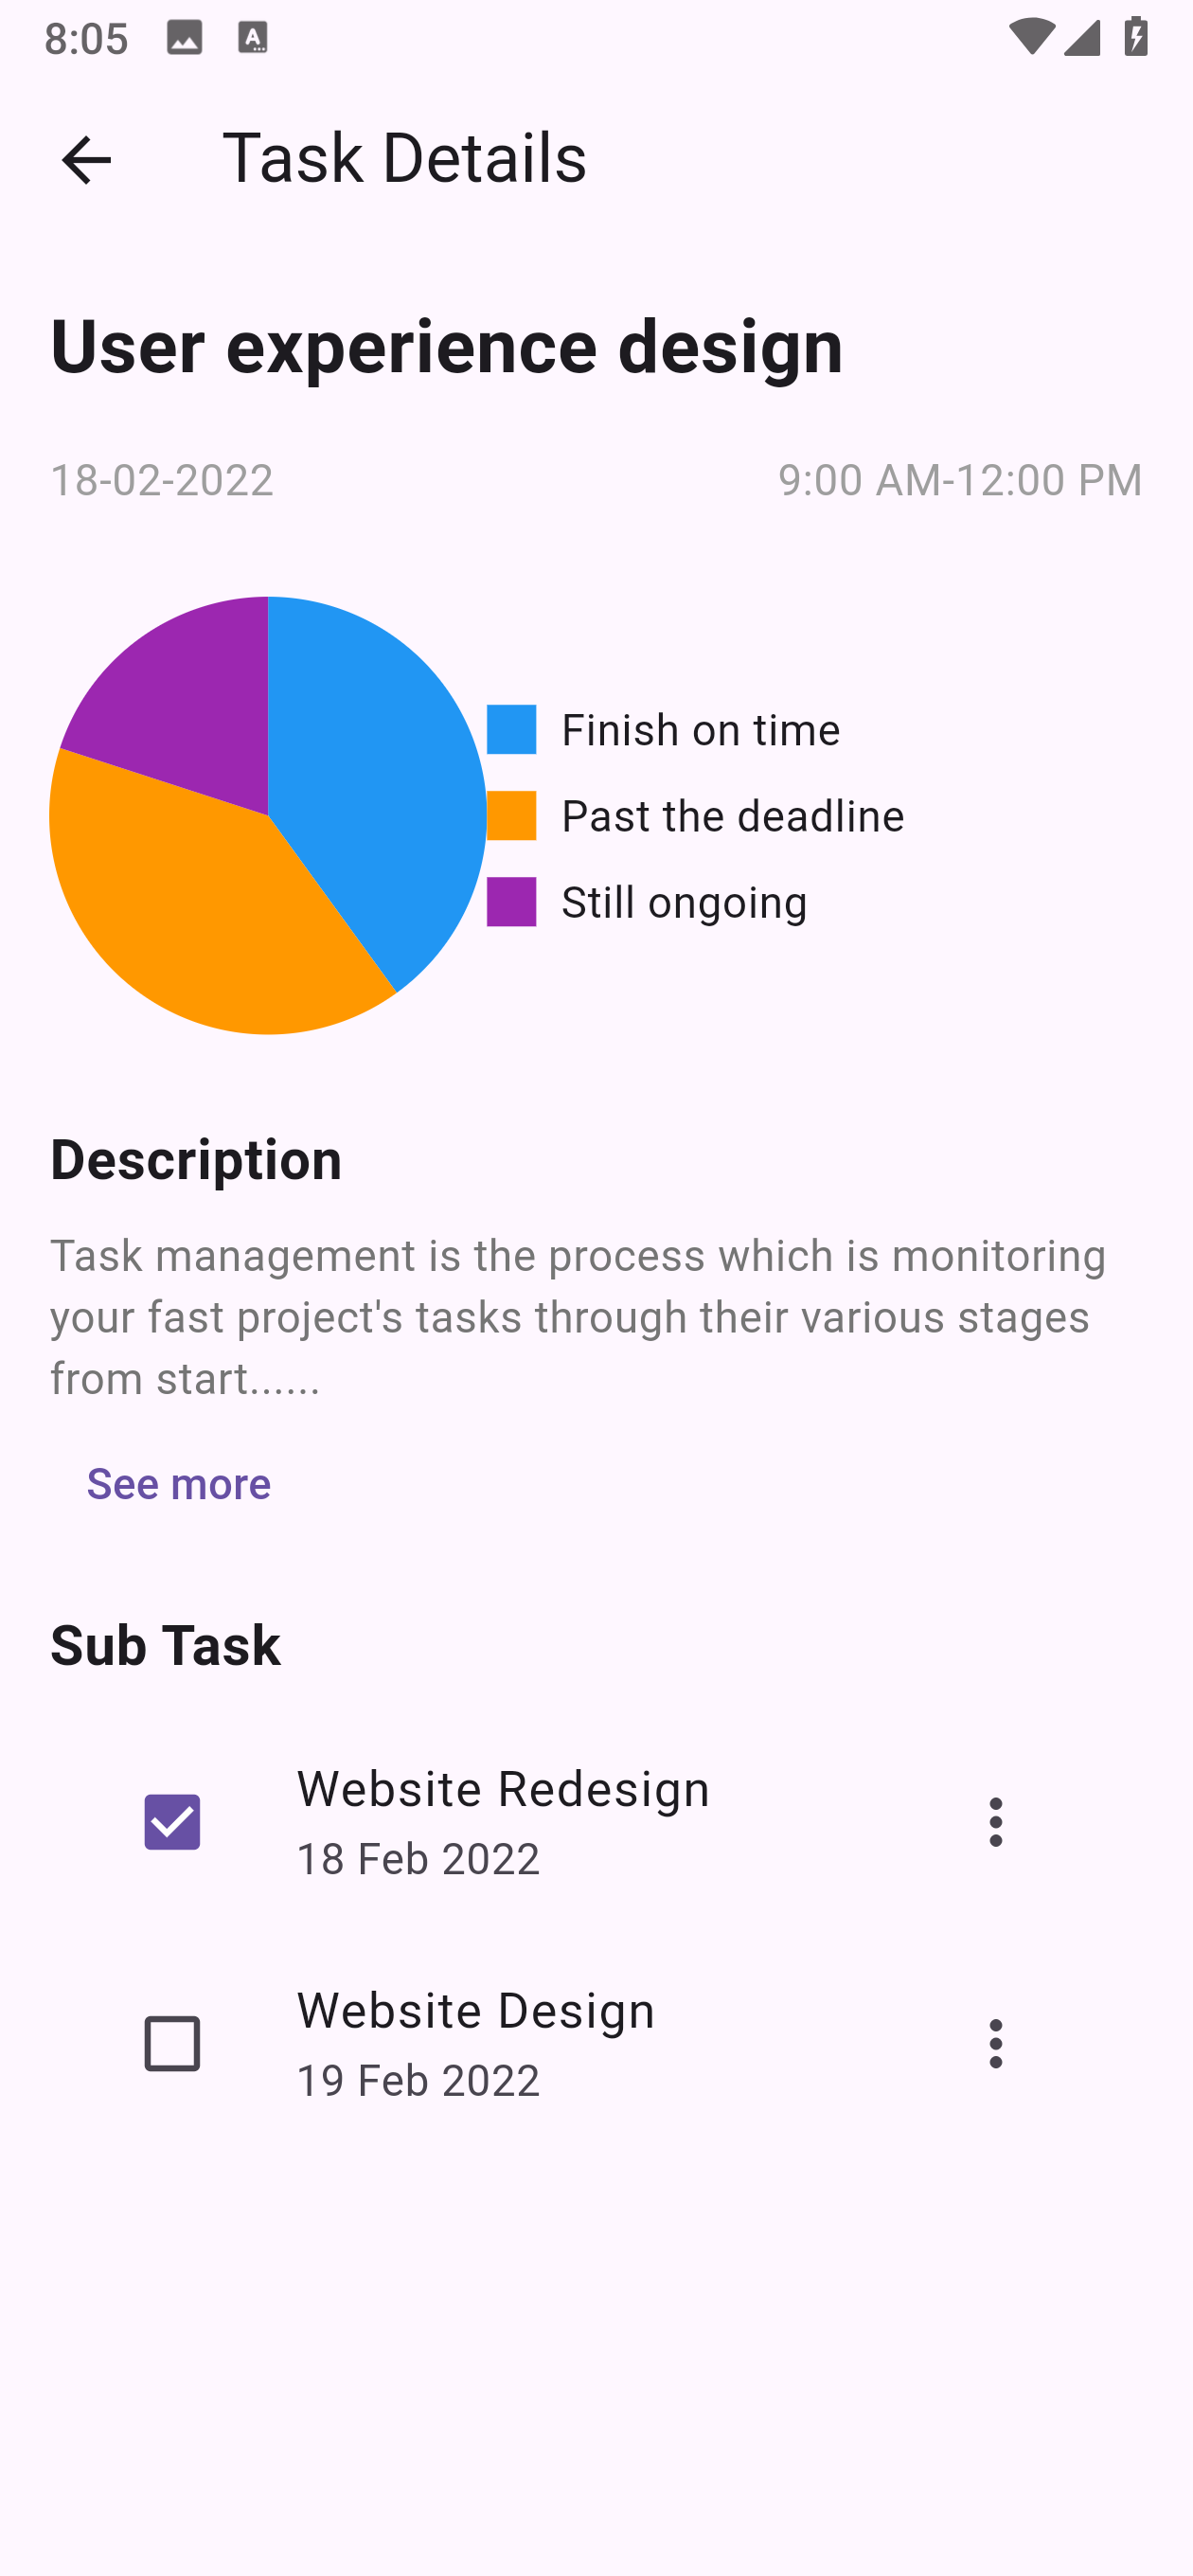 8:05
Task Details
User experience design
18-02-2022 9:00 AM-12:00 PM
Finish on time
Past the deadline
Still ongoing
Description
Task management is the process which is monitoring
your fast project's tasks through their various stages
from start......
See more
Sub Task
Website Redesign
18 Feb 2022
Website Design
19 Feb 2022